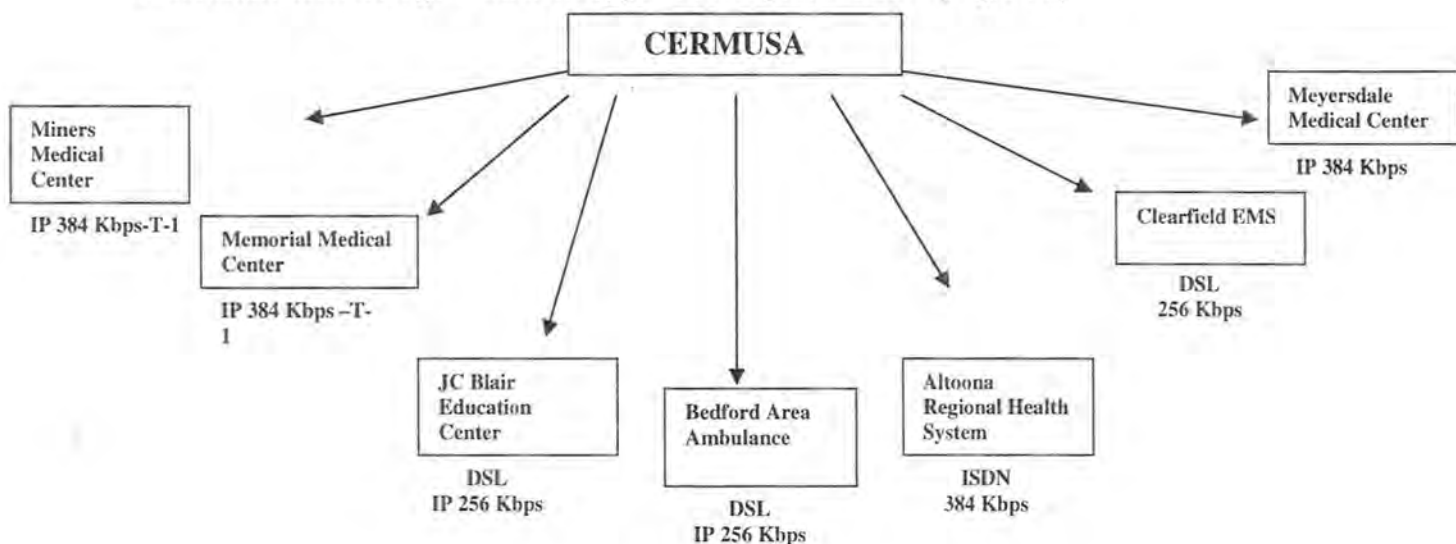 CERMUSA
Miners
Medical
Center
IP 384 Kbps-T-1
Memorial Medical
Center
IP 384 Kbps –T-
1
JC Blair
Education
Center
DSL
IP 256 Kbps
Bedford Area
Ambulance
DSL
IP 256 Kbps
Altoona
Regional Health
System
ISDN
384 Kbps
Clearfield EMS
DSL
256 Kbps
Meyersdale
Medical Center
IP 384 Kbps